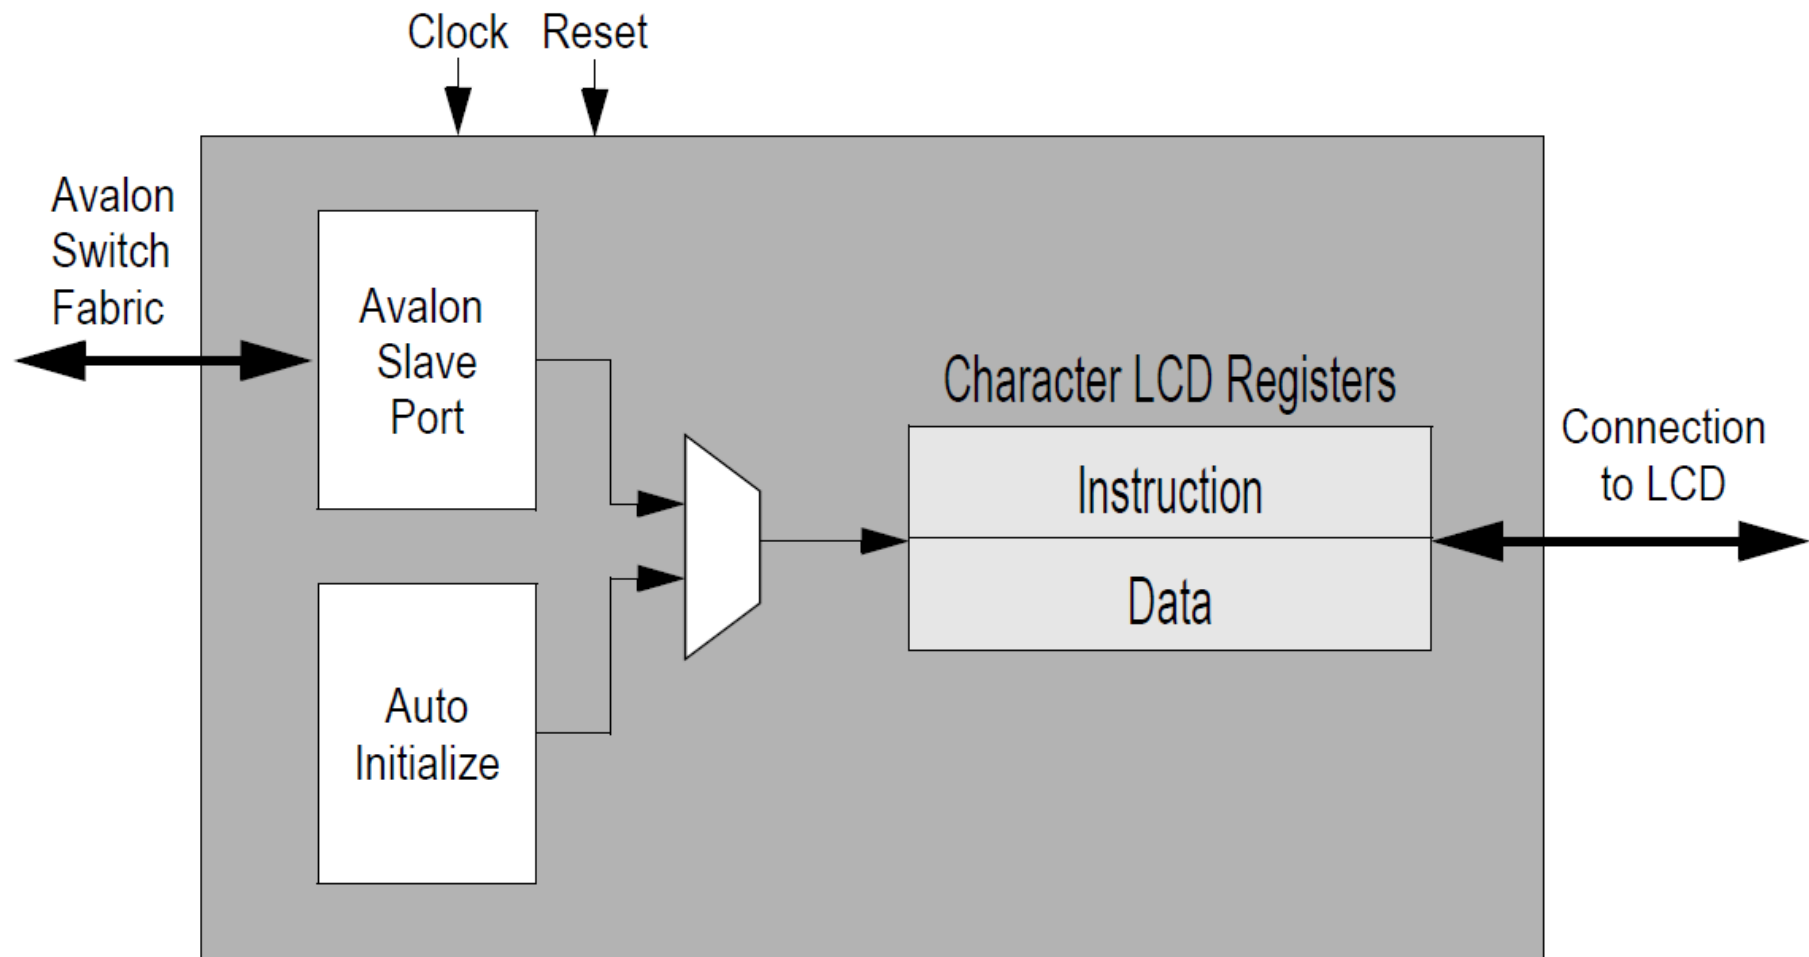 Clock Reset
Avalon
Switch
Fabric
Avalon
Slave
Port
Auto
Initialize
Character LCD Registers
Instruction
Data
Connection
to LCD